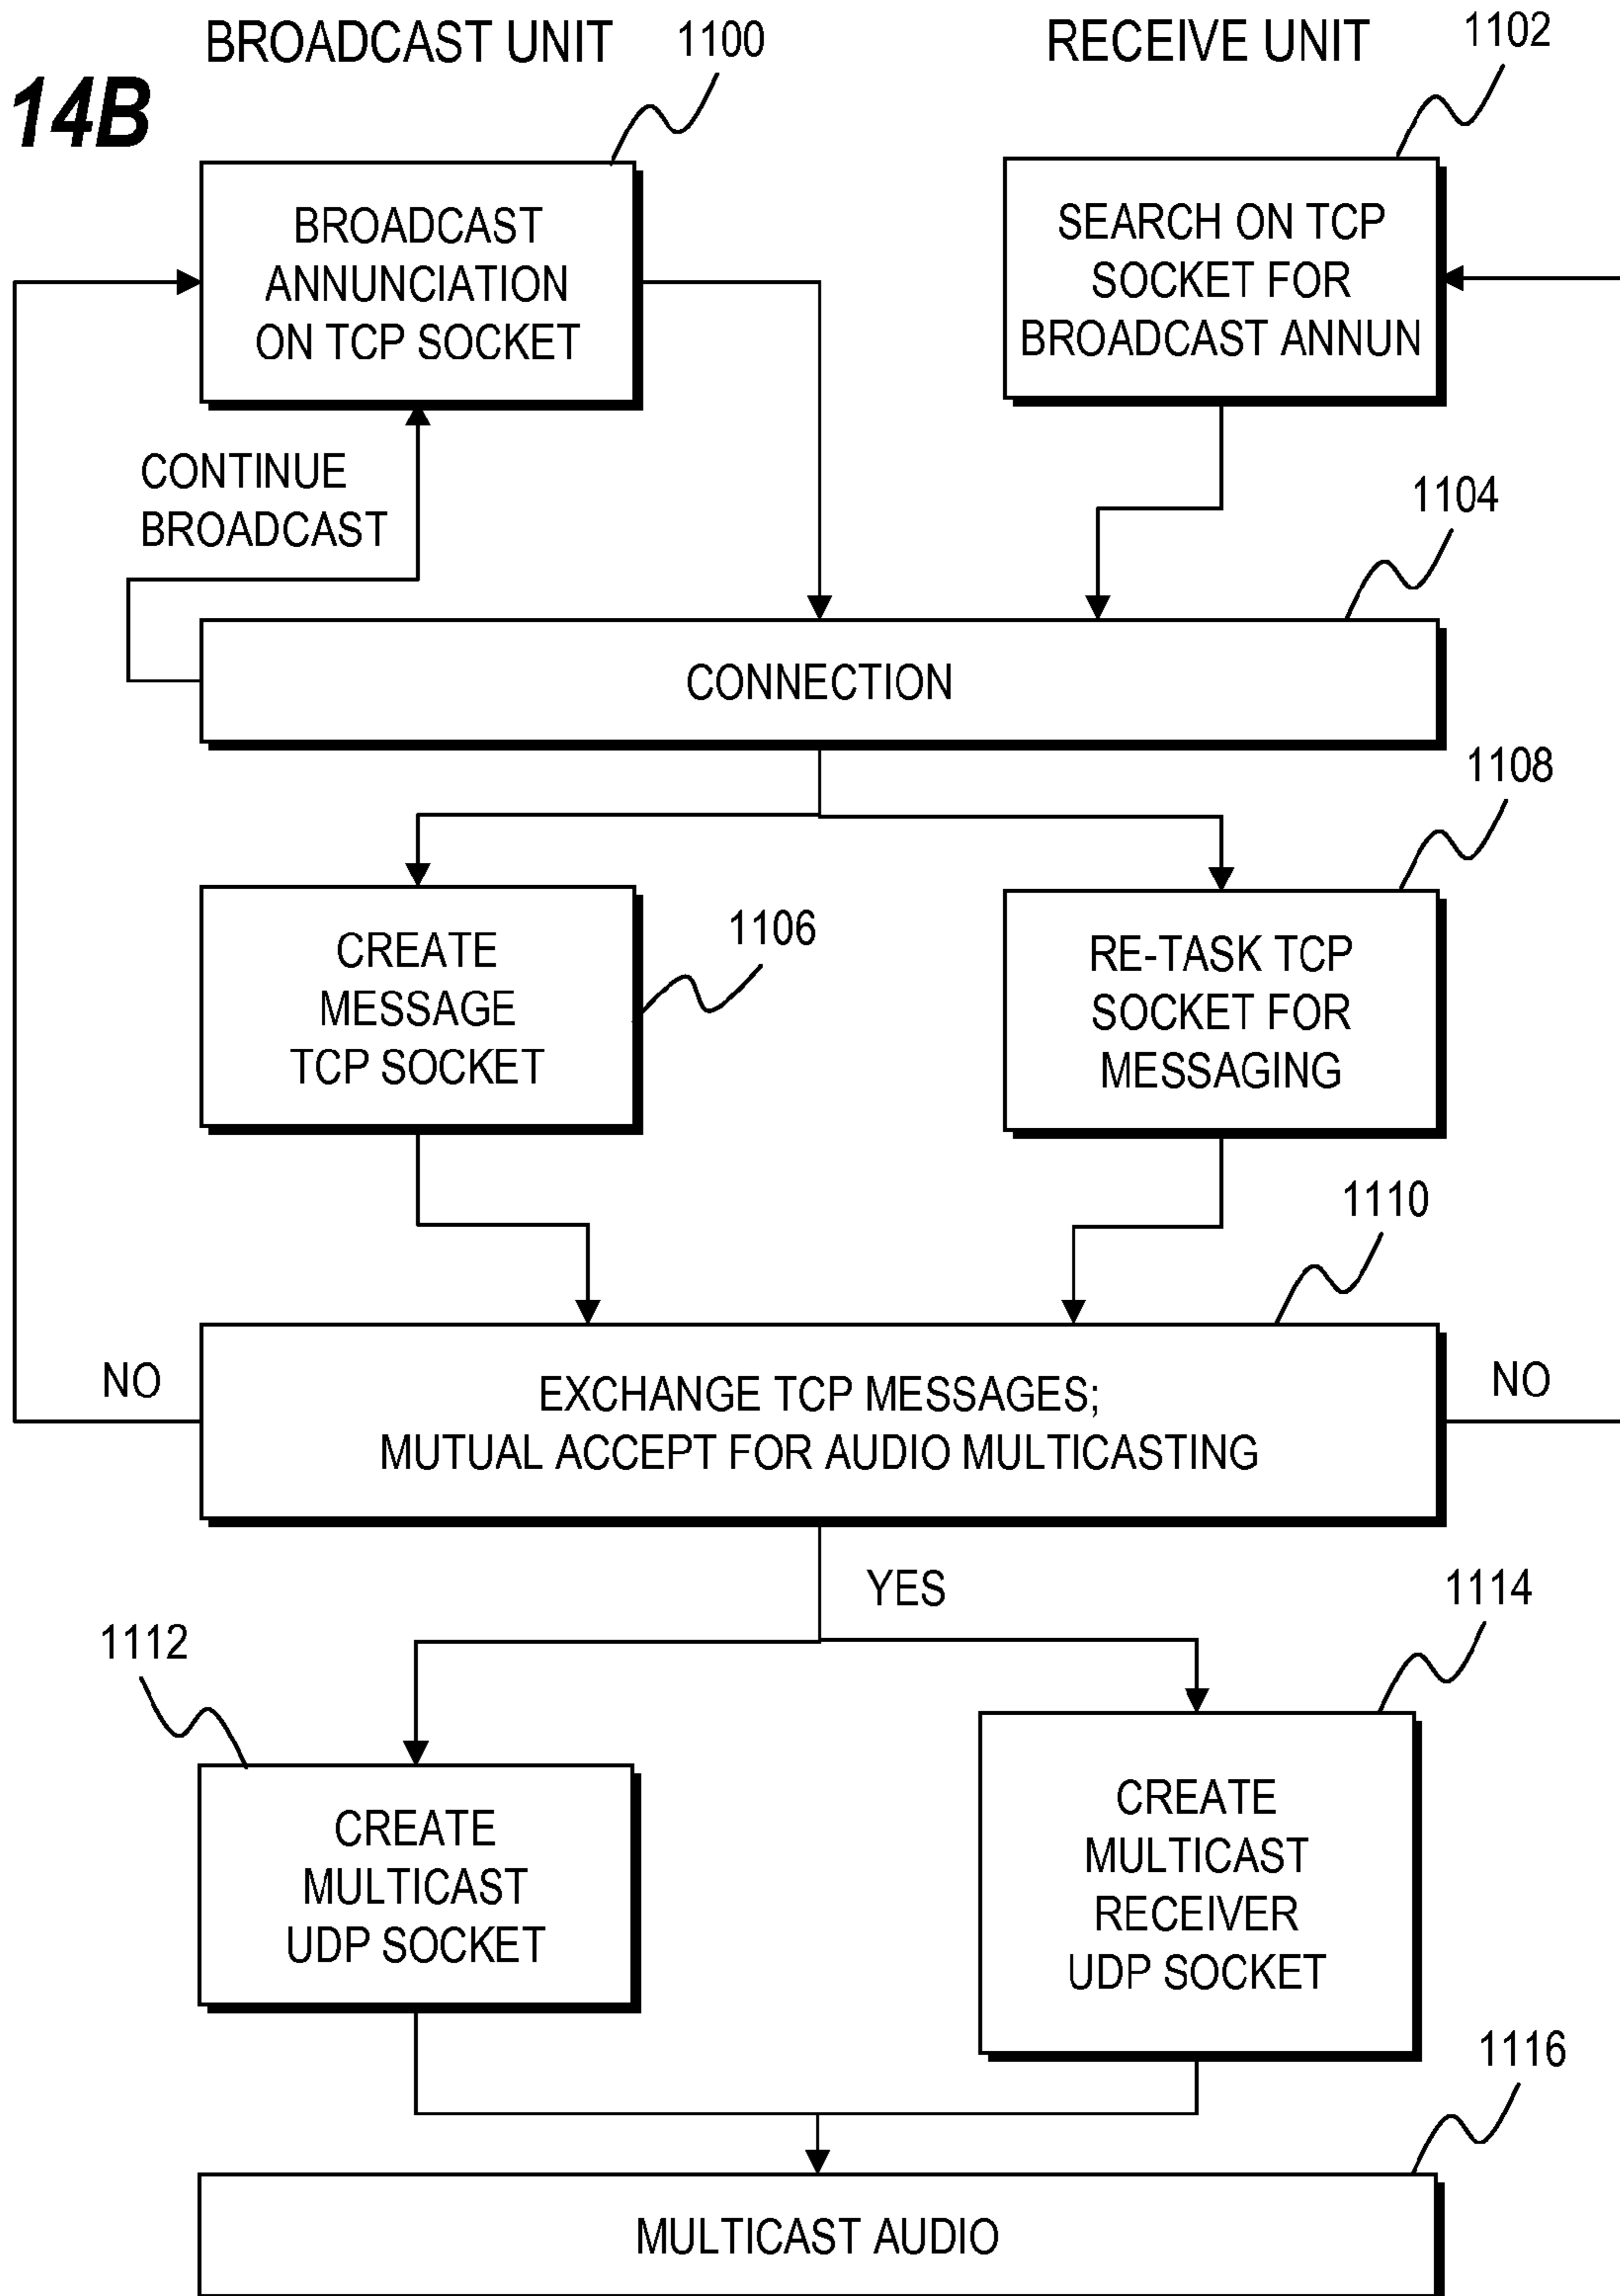 BROADCAST UNIT
1100
RECEIVE UNIT
1102
14B
BROADCAST
ANNUNCIATION
ON TCP SOCKET
SEARCH ON TCP
SOCKET FOR
BROADCAST ANNUN
CONTINUE
BROADCAST
1104
CONNECTION
1108
CREATE
MESSAGE
TCP SOCKET
1106
RE-TASK TCP
SOCKET FOR
MESSAGING
1110
NO
EXCHANGE TCP MESSAGES;
MUTUAL ACCEPT FOR AUDIO MULTICASTING
NO
YES
1114
1112
CREATE
MULTICAST
UDP SOCKET
CREATE
MULTICAST
RECEIVER
UDP SOCKET
1116
MULTICAST AUDIO